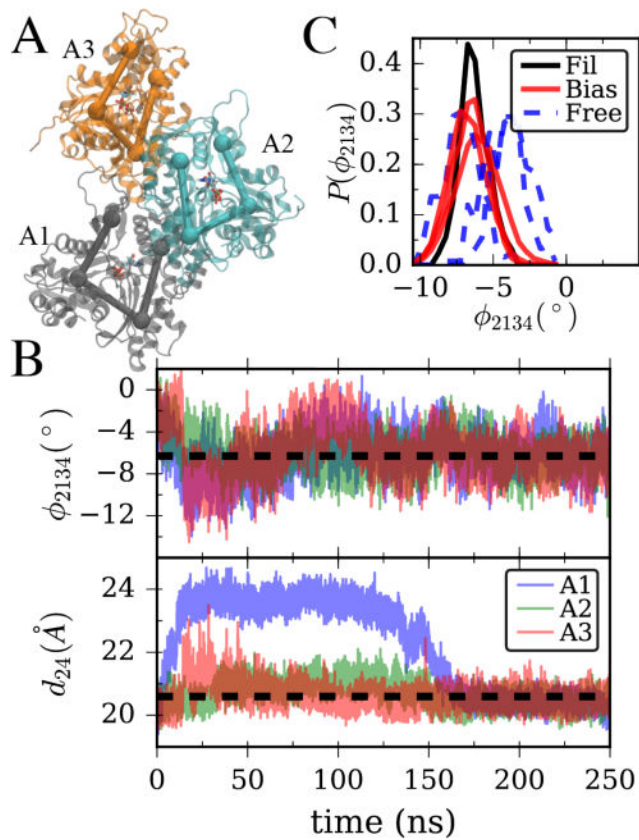 A
A3
A2
A1
C
P(ϕ2134)
0.4
0.3
0.2
0.1
0.0
Fil
Bias
Free
−10
−5
0
ϕ2134(°)
B
ϕ2134(°)
0
−4
−8
−12
d24(Å)
24
22
20
A1
A2
A3
0
50
100
150
200
250
time (ns)